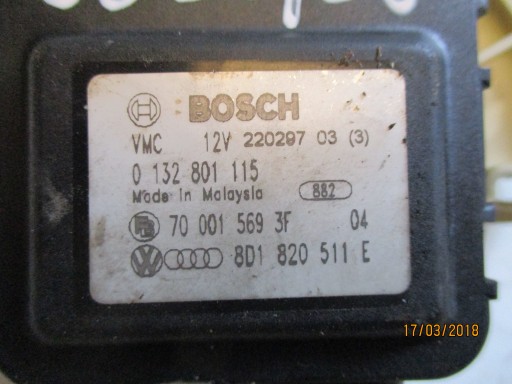 BOSCH
VMC 12V 220297 03 (3)
0 132 801 115
Made in Malaysia 882
70 001 569 3F 04
8D1 820 511 E
17/03/2018